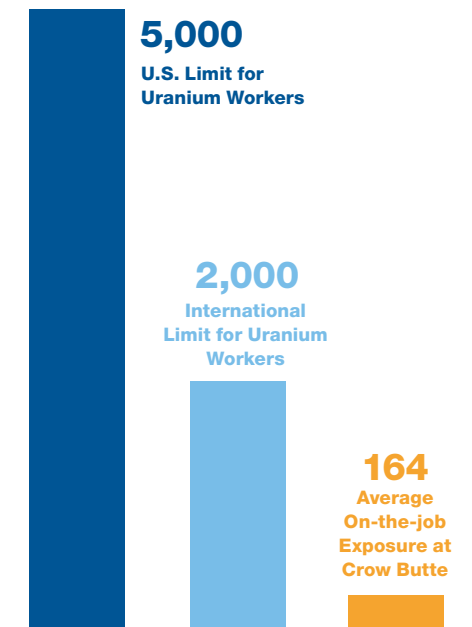 5,000
U.S. Limit for
Uranium Workers
2,000
International
Limit for Uranium
Workers
164
Average
On-the-job
Exposure at
Crow Butte